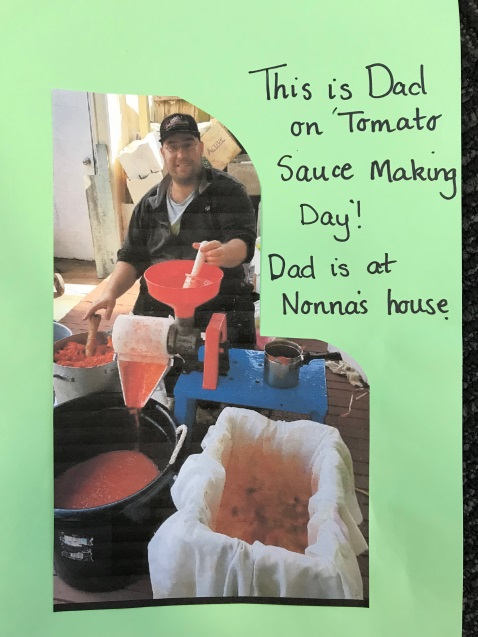 This is Dad
on 'Tomato
Sauce Making
Day'!
Dad is at
Nonna's house.